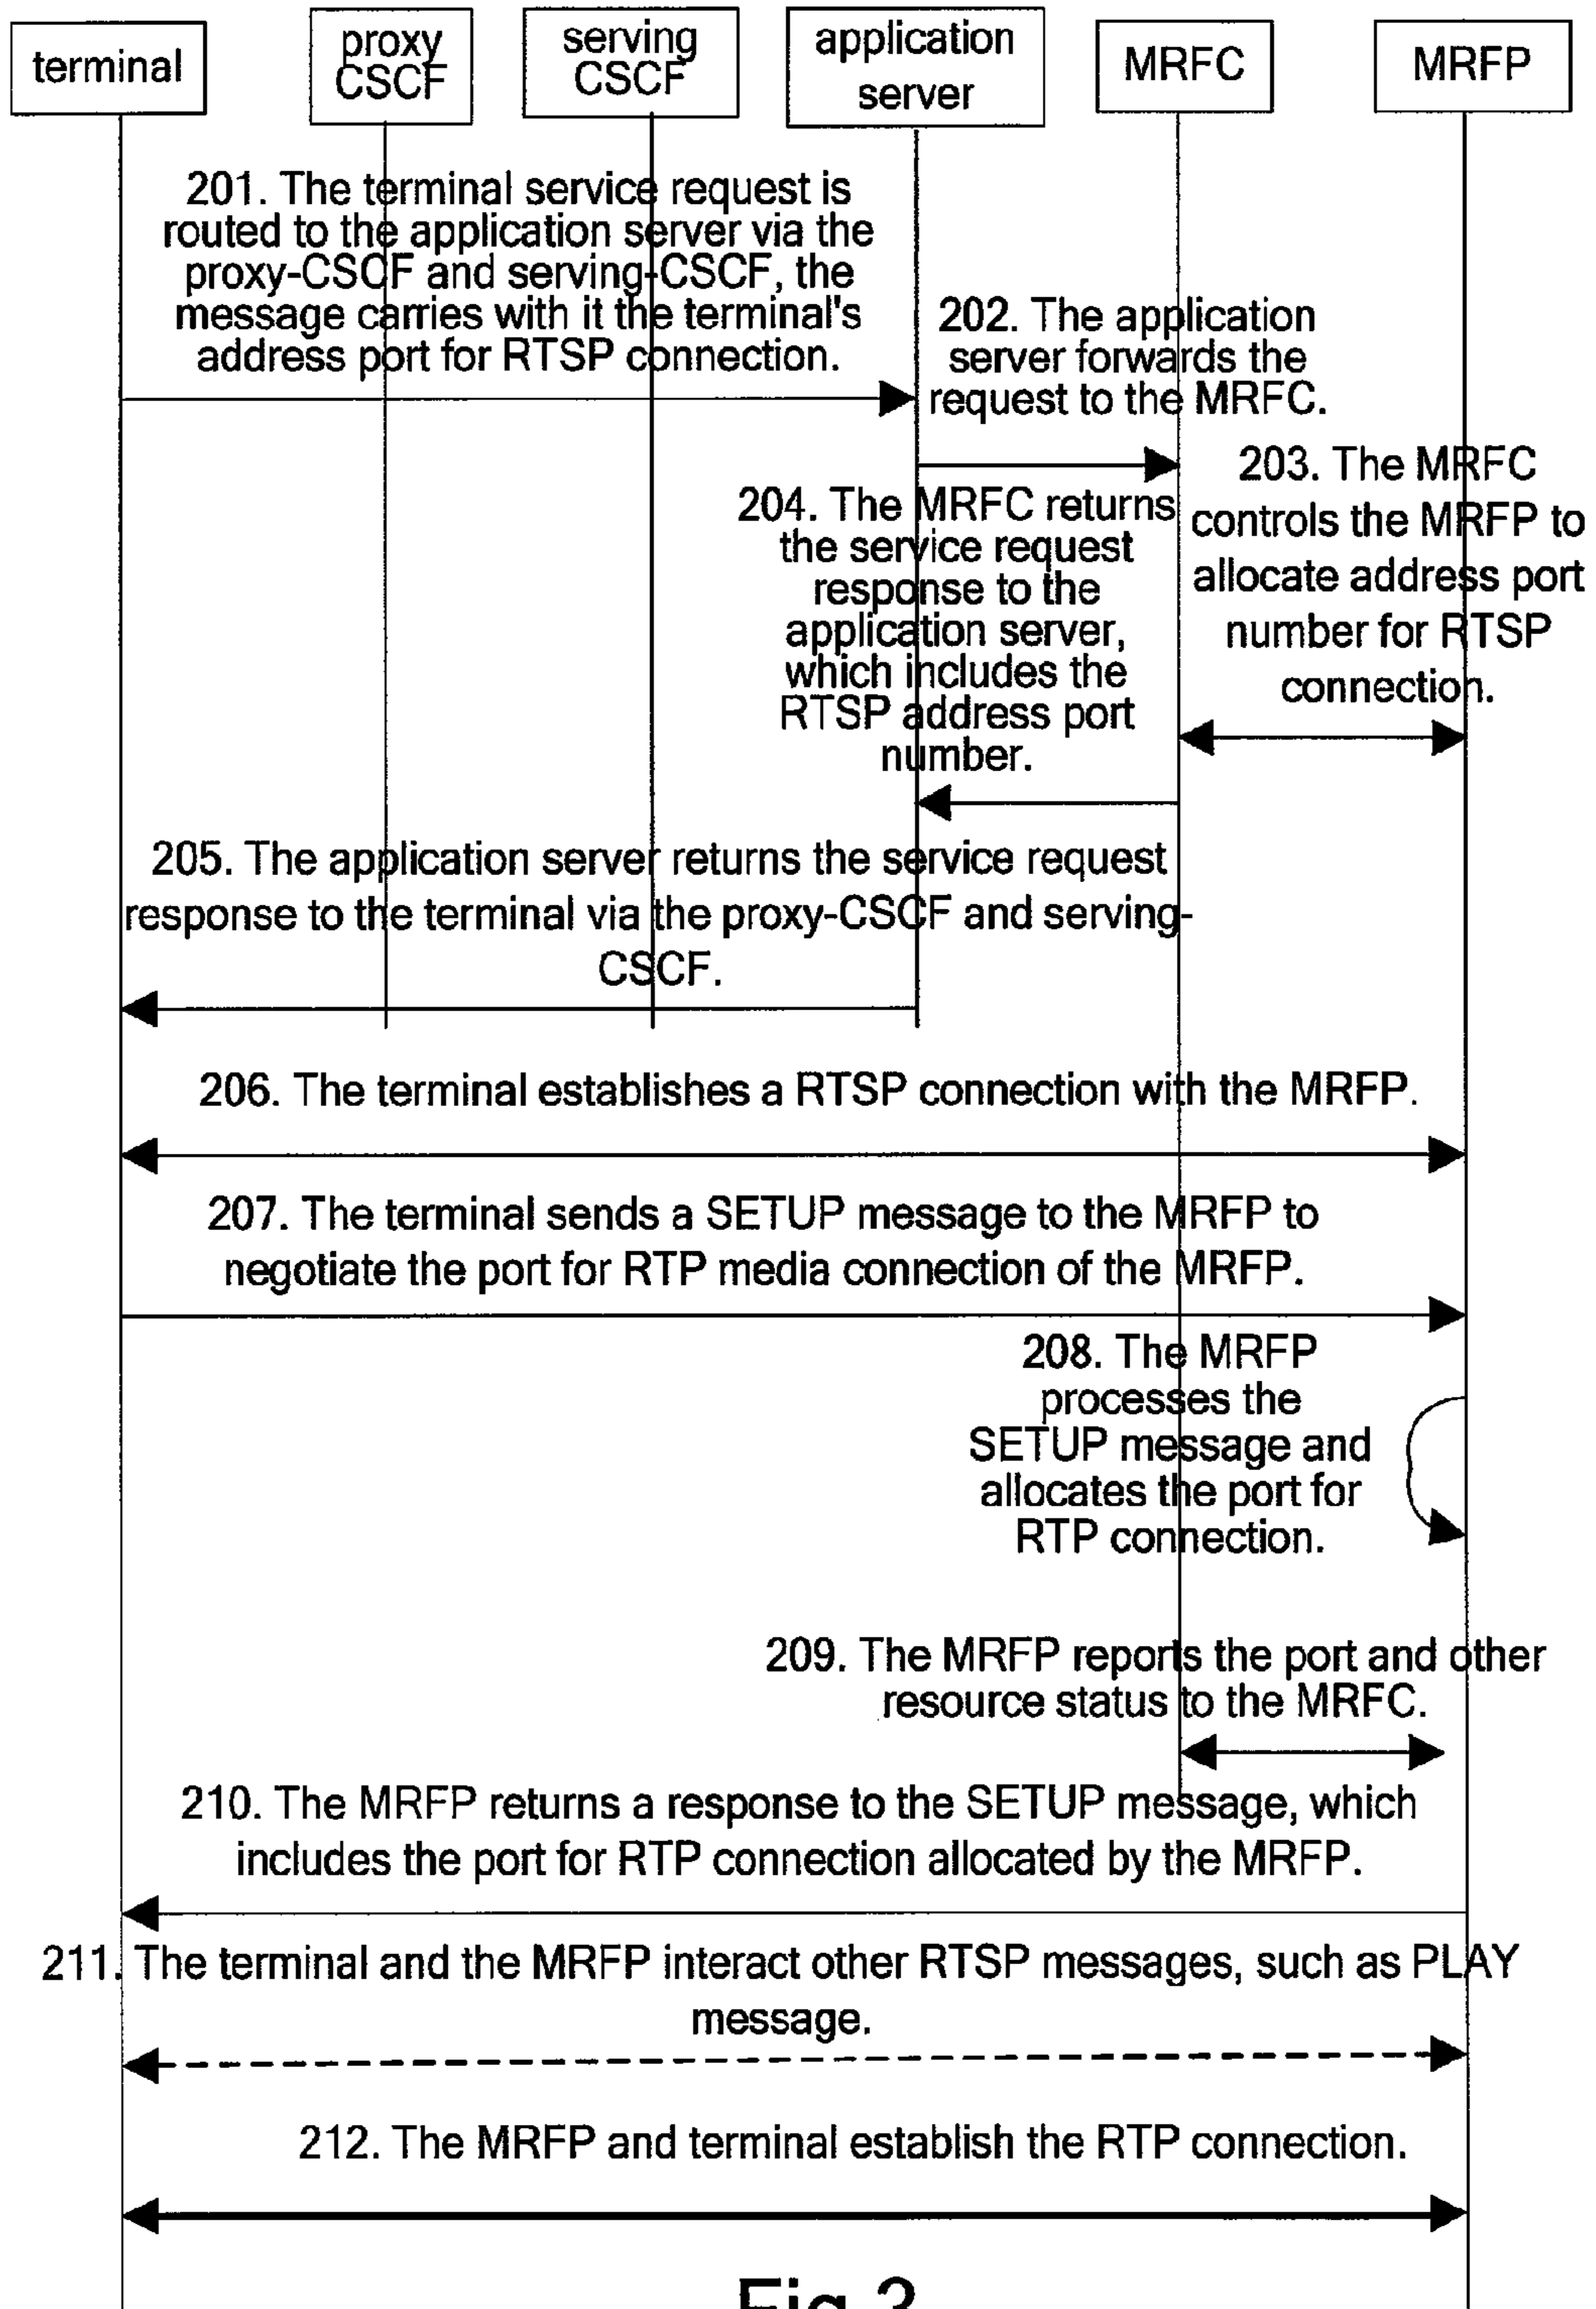 terminal
proxy
CSCF
serving
CSCF
application
server
MRFC
MRFP
201. The terminal service request is
routed to the application server via the
proxy-CSCF and serving-CSCF, the
message carries with it the terminal's
address port for RTSP connection.
202. The application
server forwards the
request to the MRFC.
203. The MRFC
controls the MRFP to
allocate address port
number for RTSP
connection.
204. The MRFC returns
the service request
response to the
application server,
which includes the
RTSP address port
number.
205. The application server returns the service request
response to the terminal via the proxy-CSCF and serving-
CSCF.
206. The terminal establishes a RTSP connection with the MRFP.
207. The terminal sends a SETUP message to the MRFP to
negotiate the port for RTP media connection of the MRFP.
208. The MRFP
processes the
SETUP message and
allocates the port for
RTP connection.
209. The MRFP reports the port and other
resource status to the MRFC.
210. The MRFP returns a response to the SETUP message, which
includes the port for RTP connection allocated by the MRFP.
211. The terminal and the MRFP interact other RTSP messages, such as PLAY
message.
212. The MRFP and terminal establish the RTP connection.